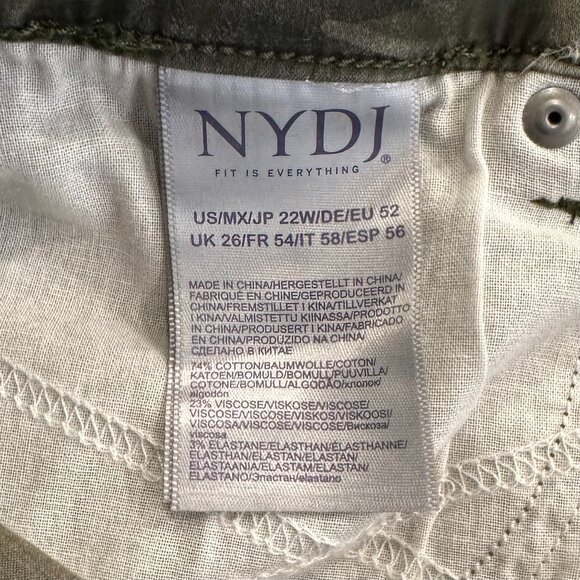 NYDJ®
FIT IS EVERYTHING
US/MX/JP 22W/DE/EU 52
UK 26/FR 54/IT 58/ESP 56
MADE IN CHINA/HERGESTELLT IN CHINA/
FABRIQUÉ EN CHINE/GEPRODUCEERD IN
CHINA/FREMSTILLET I KINA/TILLVERKAT
I KINA/VALMISTETTU KIINASSA/PRODOTTO
IN CHINA/PRODUSERT I KINA/FABRICADO
EN CHINA/PRODUZIDO NA CHINA/
СДЕЛАНО В КИТАЕ
74% COTTON/BAUMWOLLE/COTON/
KATOEN/BOMULD/BOMULL/PUUVILLA/
COTONE/BOMULL/ALGODÃO/хлопок/
algodón
23% VISCOSE/VISKOSE/VISCOSE/
VISCOSE/VISCOSE/VISKOS/VISKOOSI/
VISCOSA/VISKOSE/VISCOSE/Вискоза/
viscosa
3% ELASTANE/ELASTHAN/ÉLASTHANNE/
ELASTHAN/ELASTAN/ELASTAN/
ELASTAANIA/ELASTAM/ELASTAN/
ELASTANO/Эластан/elastano